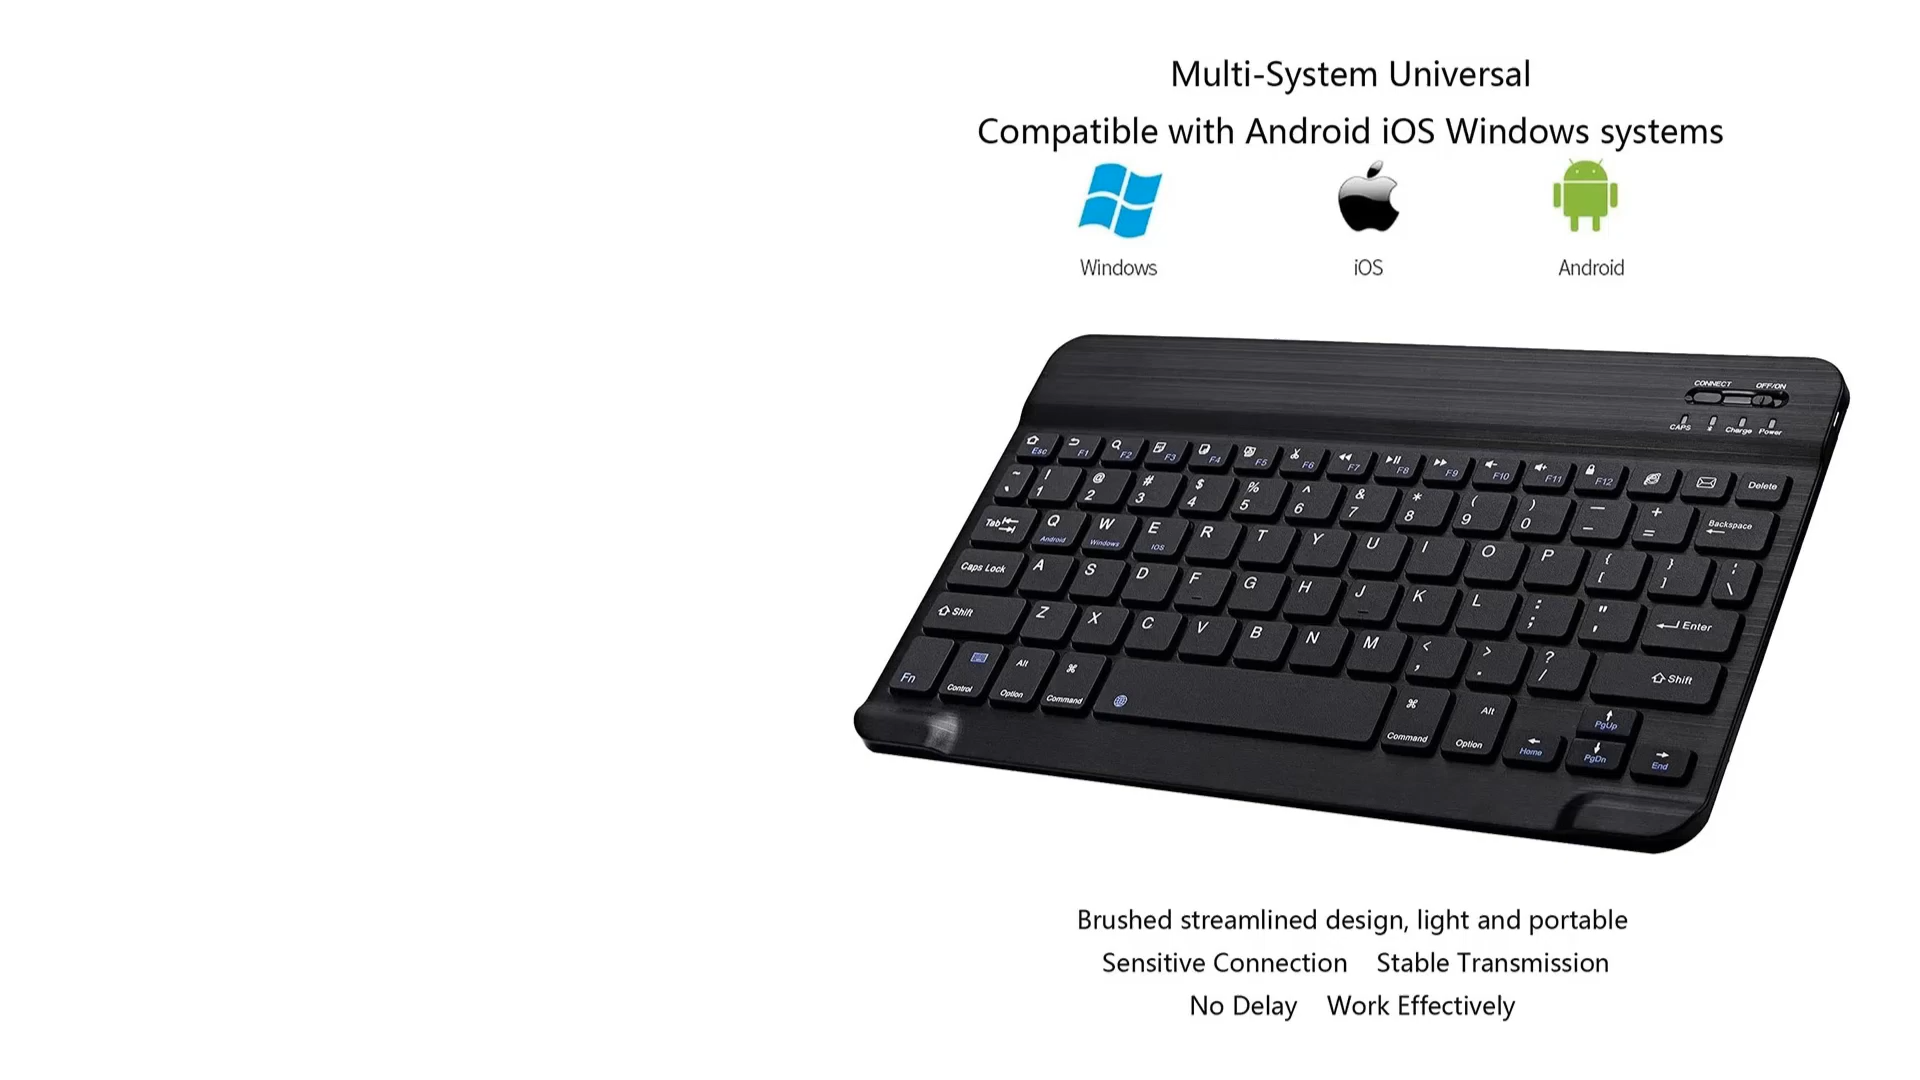 Multi-System Universal
Compatible with Android iOS Windows systems
Windows iOS Android
CONNECT OFF/ON
CAPS Charge Power
Esc F1 F2 F3 F4 F5 F6 F7 F8 F9 F10 F11 F12 Delete
~ ! @ # $ % ^ & * ( ) — +
` 1 2 3 4 5 6 7 8 9 0 _ = Backspace
Tab Q W E R T Y U I O P { }
Android Windows IOS [ ] \
Caps Lock A S D F G H J K L : ; " ' Enter
Shift Z X C V B N M < , > . ? / Shift
Fn Control Alt Option ⌘ Command ⌘ Command Alt Option Home PgUp PgDn End
Brushed streamlined design, light and portable
Sensitive Connection Stable Transmission
No Delay Work Effectively